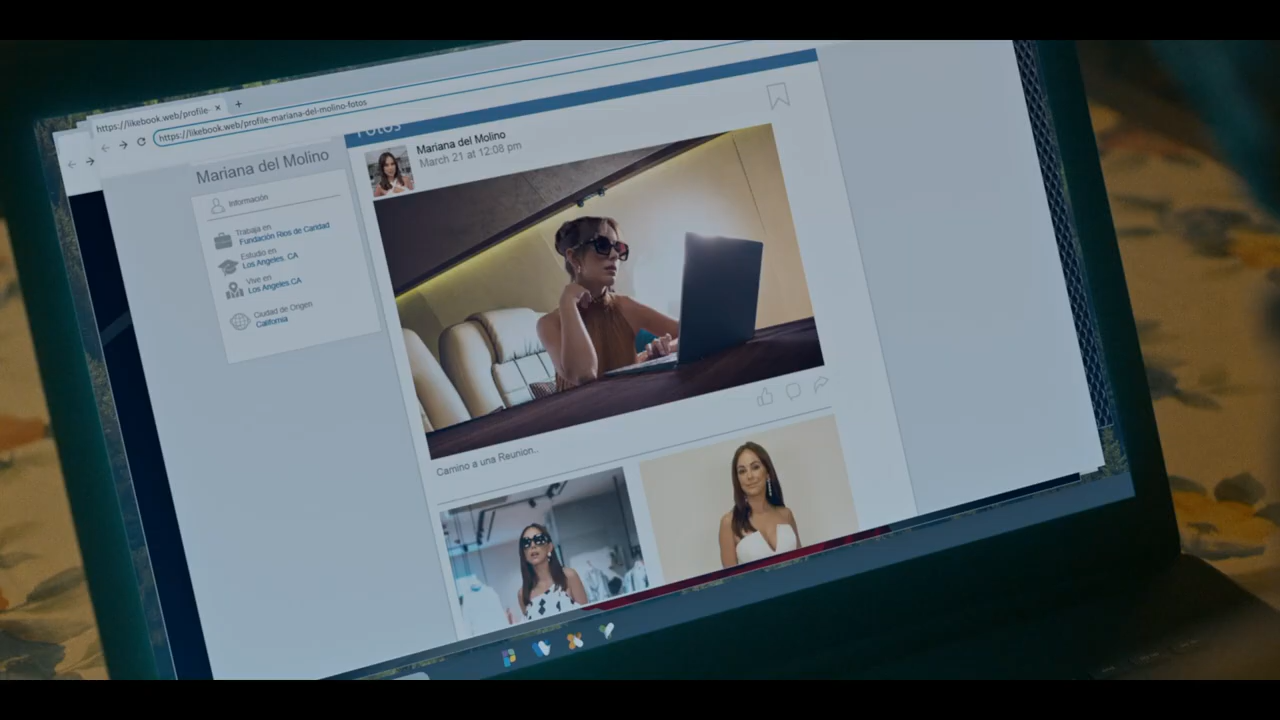 https://likebook.web/profile-
https://likebook.web/profile-mariana-del-molino-fotos
Fotos
Mariana del Molino
Información
Trabaja en
Fundación Rios de Caridad
Estudio en
Los Angeles. CA
Vive en
Los Angeles.CA
Ciudad de Origen
California
Mariana del Molino
March 21 at 12:08 pm
Camino a una Reunion..